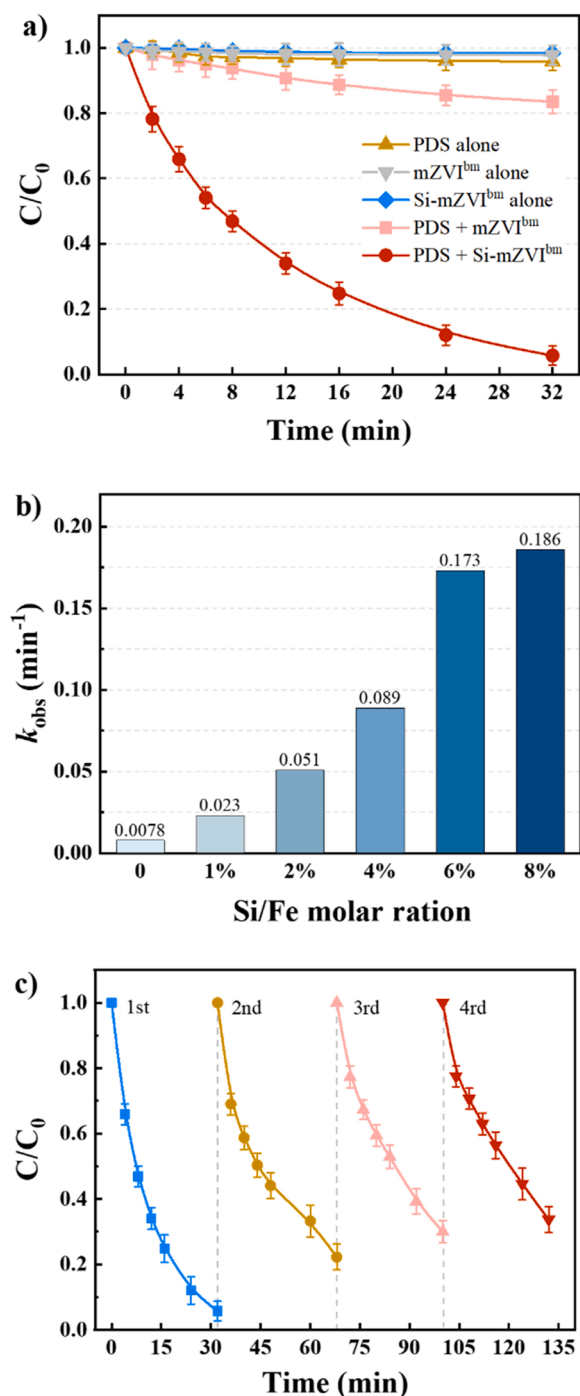 a)
1.0
0.8
0.6
0.4
0.2
0.0
C/C₀
PDS alone
mZVIᵇᵐ alone
Si-mZVIᵇᵐ alone
PDS + mZVIᵇᵐ
PDS + Si-mZVIᵇᵐ
0 4 8 12 16 20 24 28 32
Time (min)
b)
0.20
0.15
0.10
0.05
0.00
k_obs (min⁻¹)
0.0078
0.023
0.051
0.089
0.173
0.186
0 1% 2% 4% 6% 8%
Si/Fe molar ration
c)
1.0
0.8
0.6
0.4
0.2
0.0
C/C₀
1st 2nd 3rd 4rd
0 15 30 45 60 75 90 105 120 135
Time (min)